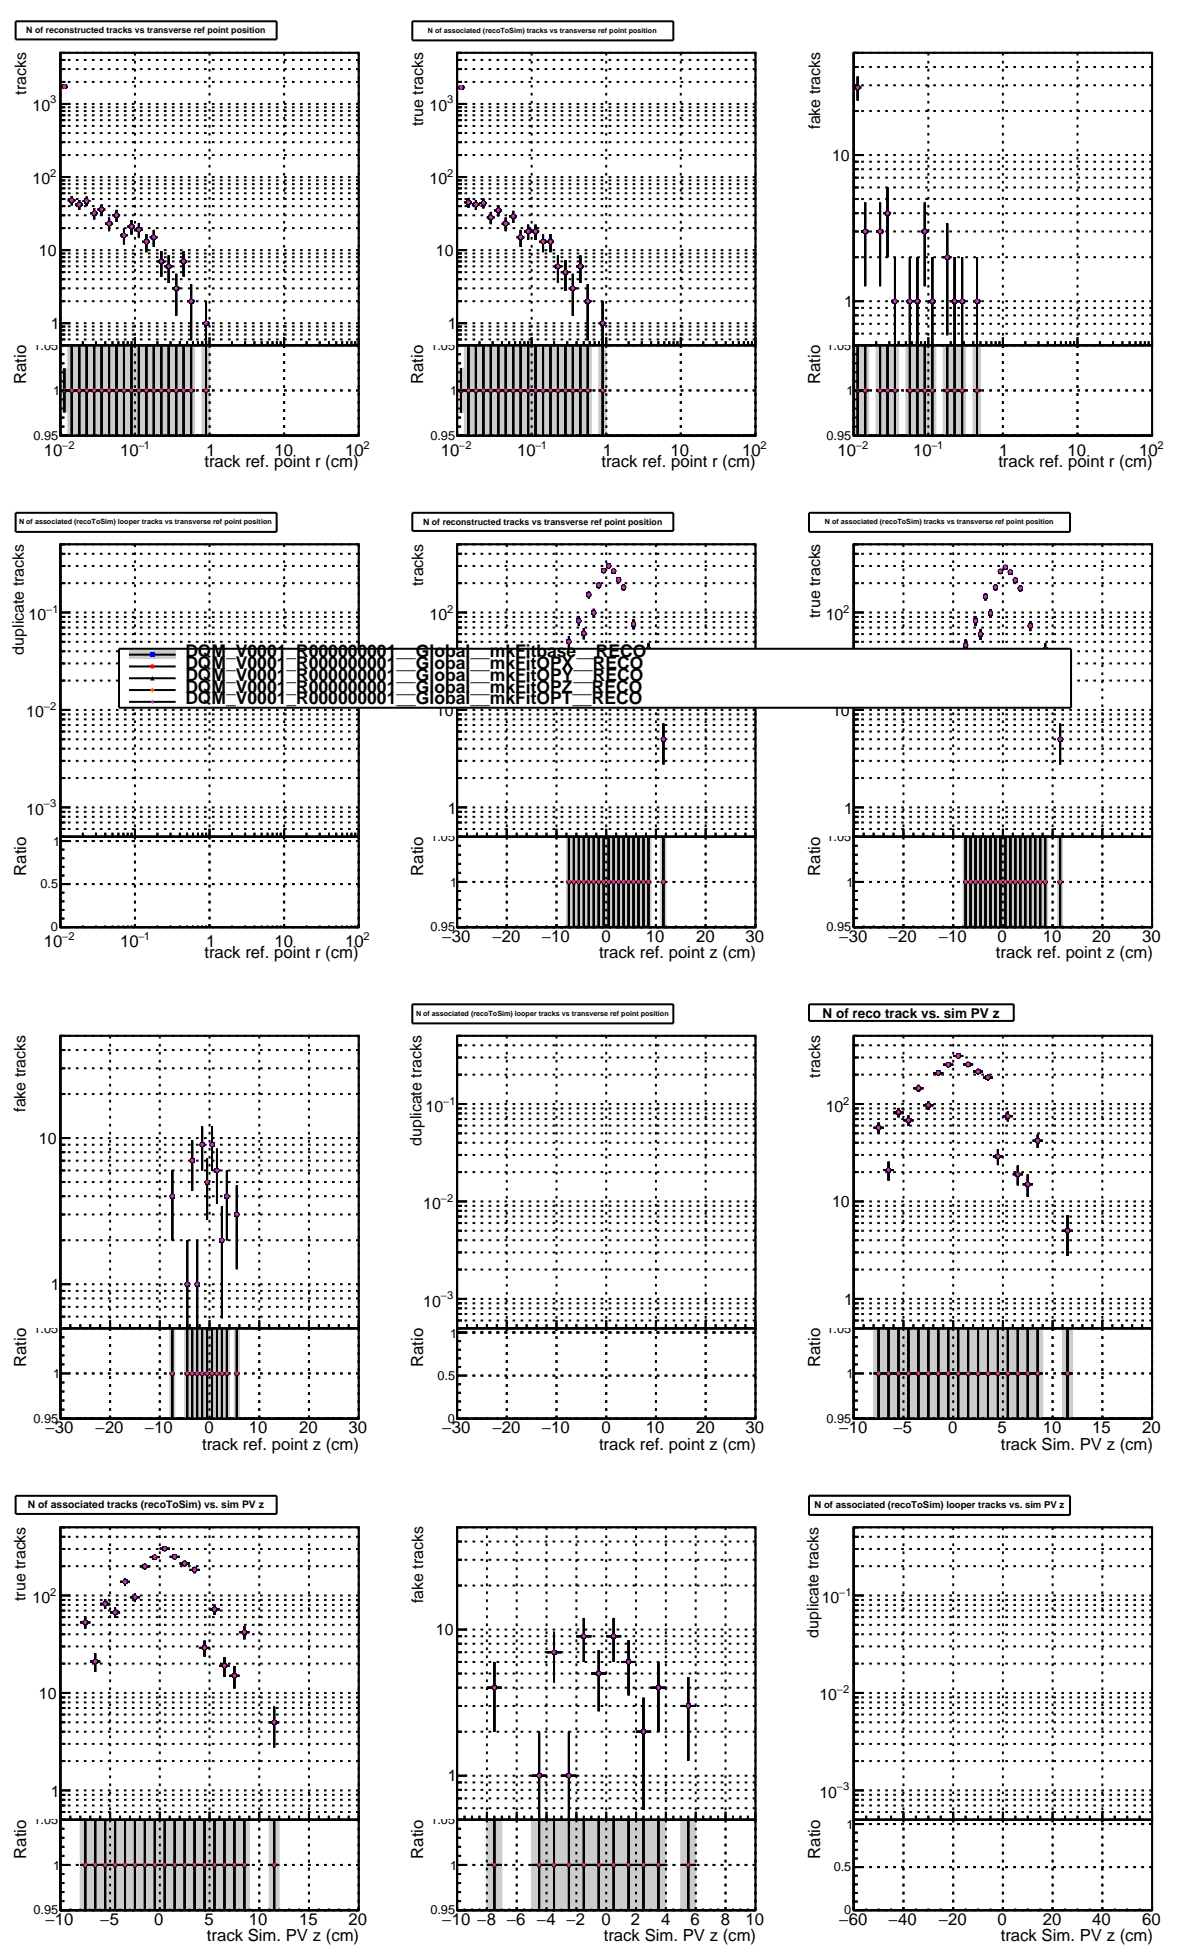 N of reconstructed tracks vs transverse ref point position
tracks
10³
10²
10
1
1.05
Ratio
1
0.95
10⁻² 10⁻¹ 1 10 10²
track ref. point r (cm)
N of associated (recoToSim) tracks vs transverse ref point position
true tracks
10³
10²
10
1
1.05
Ratio
1
0.95
10⁻² 10⁻¹ 1 10 10²
track ref. point r (cm)
fake tracks
10
1
1.05
Ratio
1
0.95
10⁻² 10⁻¹ 1 10 10²
track ref. point r (cm)
N of associated (recoToSim) looper tracks vs transverse ref point position
duplicate tracks
10⁻¹
10⁻²
10⁻³
Ratio
1
0.5
0
10⁻² 10⁻¹ 1 10 10²
track ref. point r (cm)
N of reconstructed tracks vs transverse ref point position
tracks
10²
10
1
1.05
Ratio
1
0.95
−30 −20 −10 0 10 20 30
track ref. point z (cm)
N of associated (recoToSim) tracks vs transverse ref point position
true tracks
10²
10
1
1.05
Ratio
1
0.95
−30 −20 −10 0 10 20 30
track ref. point z (cm)
DQM_V0001_R000000001__Global__mkFitbase__RECO
DQM_V0001_R000000001__Global__mkFitOPX__RECO
DQM_V0001_R000000001__Global__mkFitOPY__RECO
DQM_V0001_R000000001__Global__mkFitOPZ__RECO
DQM_V0001_R000000001__Global__mkFitOPT__RECO
fake tracks
10
1
1.05
Ratio
1
0.95
−30 −20 −10 0 10 20 30
track ref. point z (cm)
N of associated (recoToSim) looper tracks vs transverse ref point position
duplicate tracks
10⁻¹
10⁻²
10⁻³
Ratio
1
0.5
0
−30 −20 −10 0 10 20 30
track ref. point z (cm)
N of reco track vs. sim PV z
tracks
10²
10
1
1.05
Ratio
1
0.95
−10 −5 0 5 10 15 20
track Sim. PV z (cm)
N of associated tracks (recoToSim) vs. sim PV z
true tracks
10²
10
1
1.05
Ratio
1
0.95
−10 −5 0 5 10 15 20
track Sim. PV z (cm)
fake tracks
10
1
1.05
Ratio
1
0.95
−10 −8 −6 −4 −2 0 2 4 6 8 10
track Sim. PV z (cm)
N of associated (recoToSim) looper tracks vs. sim PV z
duplicate tracks
10⁻¹
10⁻²
10⁻³
Ratio
1
0.5
0
−60 −40 −20 0 20 40 60
track Sim. PV z (cm)